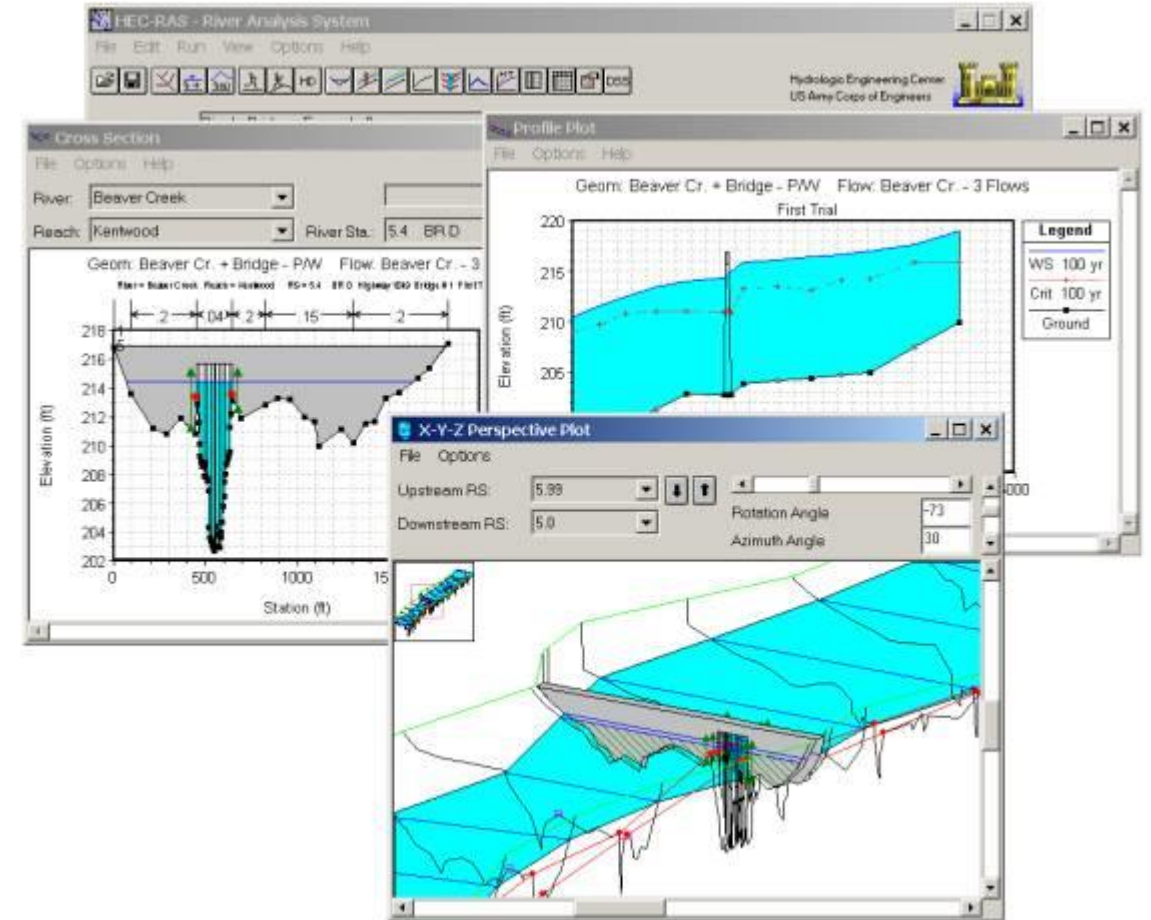 HEC-RAS - River Analysis System
File Edit Run View Options Help
Hydrologic Engineering Center
US Army Corps of Engineers
Cross Section
File Options Help
River: Beaver Creek
Reach: Kentwood River Sta.: 5.4 BR D
Geom: Beaver Cr. + Bridge - P/W Flow: Beaver Cr. - 3
2 04 2 15 2
218
216
214
212
210
208
206
204
202
Elevation (ft)
0 500 1000 15
Station (ft)
Profile Plot
File Options Help
Geom: Beaver Cr. + Bridge - P/W Flow: Beaver Cr. - 3 Flows
First Trial
220
215
210
205
Elevation (ft)
Legend
WS 100 yr
Crit 100 yr
Ground
000
X-Y-Z Perspective Plot
File Options
Upstream RS: 5.99
Downstream RS: 5.0
Rotation Angle -73
Azimuth Angle 30